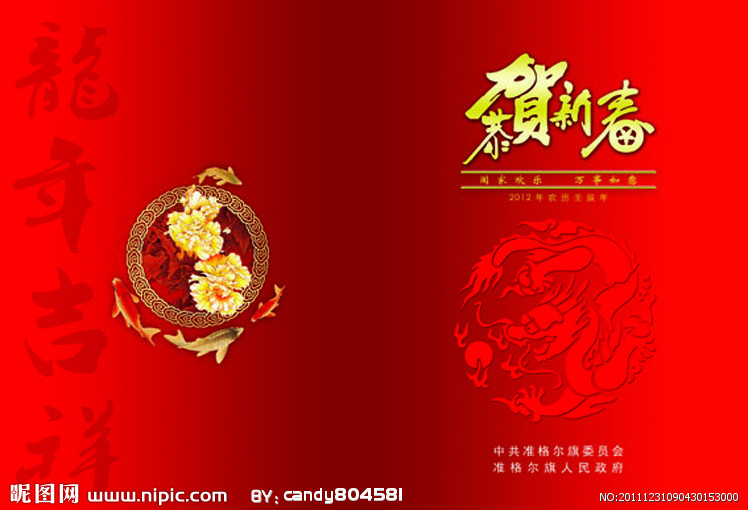 龍年吉祥
恭賀新春
阖家欢乐 万事如意
2012年农历壬辰年
中共准格尔旗委员会
准格尔旗人民政府
昵图网 www.nipic.com BY: candy804581
NO:20111231090430153000